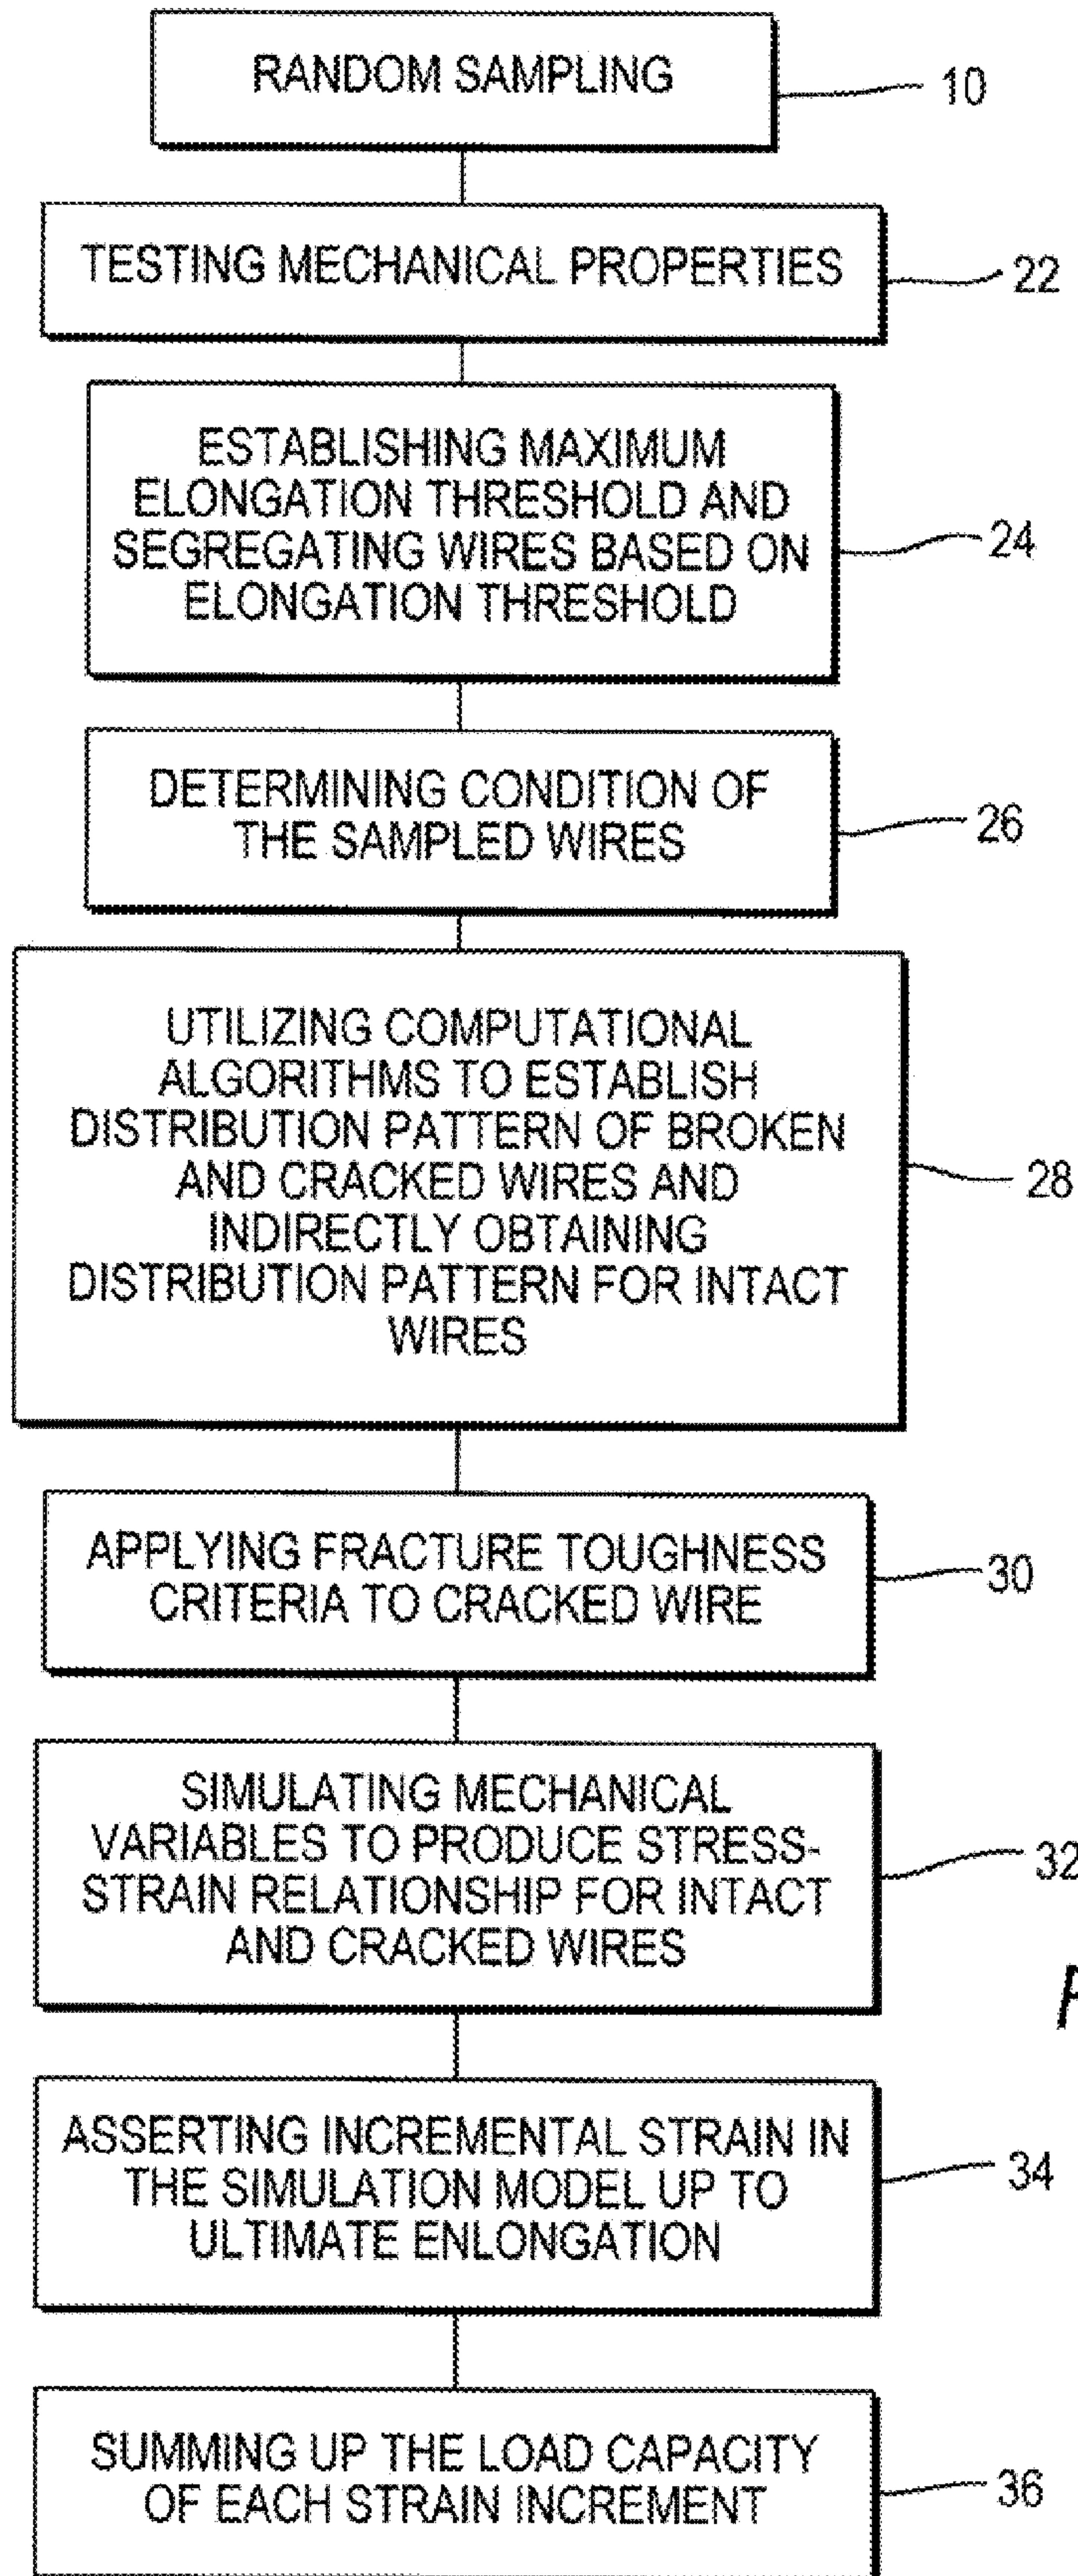 RANDOM SAMPLING
10
TESTING MECHANICAL PROPERTIES
22
ESTABLISHING MAXIMUM
ELONGATION THRESHOLD AND
SEGREGATING WIRES BASED ON
ELONGATION THRESHOLD
24
DETERMINING CONDITION OF
THE SAMPLED WIRES
26
UTILIZING COMPUTATIONAL
ALGORITHMS TO ESTABLISH
DISTRIBUTION PATTERN OF BROKEN
AND CRACKED WIRES AND
INDIRECTLY OBTAINING
DISTRIBUTION PATTERN FOR INTACT
WIRES
28
APPLYING FRACTURE TOUGHNESS
CRITERIA TO CRACKED WIRE
30
SIMULATING MECHANICAL
VARIABLES TO PRODUCE STRESS-
STRAIN RELATIONSHIP FOR INTACT
AND CRACKED WIRES
32
ASSERTING INCREMENTAL STRAIN IN
THE SIMULATION MODEL UP TO
ULTIMATE ENLONGATION
34
SUMMING UP THE LOAD CAPACITY
OF EACH STRAIN INCREMENT
36